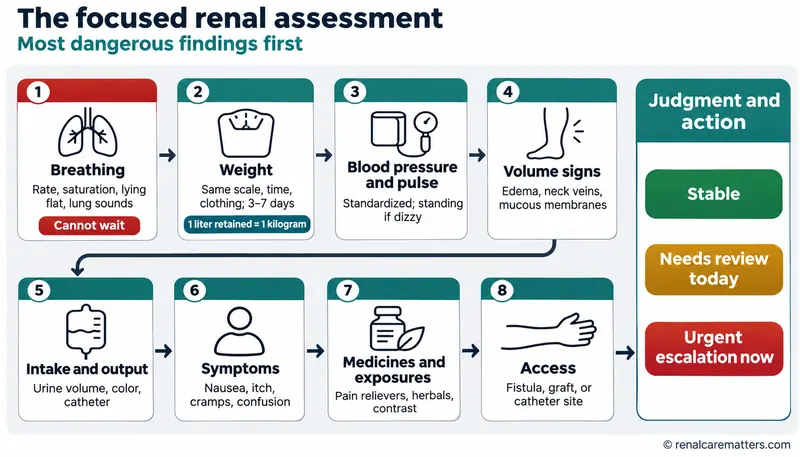 The focused renal assessment
Most dangerous findings first
1
Breathing
Rate, saturation, lying
flat, lung sounds
Cannot wait
2
Weight
Same scale, time,
clothing; 3–7 days
1 liter retained = 1 kilogram
3
Blood pressure
and pulse
Standardized; standing
if dizzy
4
Volume signs
Edema, neck veins,
mucous membranes
5
Intake and output
Urine volume, color,
catheter
6
Symptoms
Nausea, itch,
cramps, confusion
7
Medicines and
exposures
Pain relievers, herbals,
contrast
8
Access
Fistula, graft, or
catheter site
Judgment and
action
Stable
Needs review
today
Urgent
escalation now
© renalcarematters.com